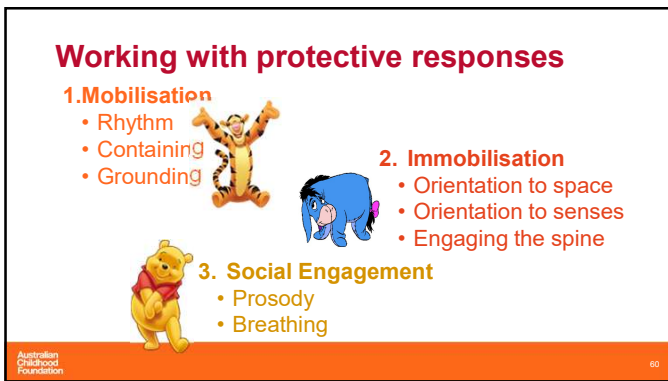 Working with protective responses
1.Mobilisation
• Rhythm
• Containing
• Grounding
2. Immobilisation
• Orientation to space
• Orientation to senses
• Engaging the spine
3. Social Engagement
• Prosody
• Breathing
Australian
Childhood
Foundation
60